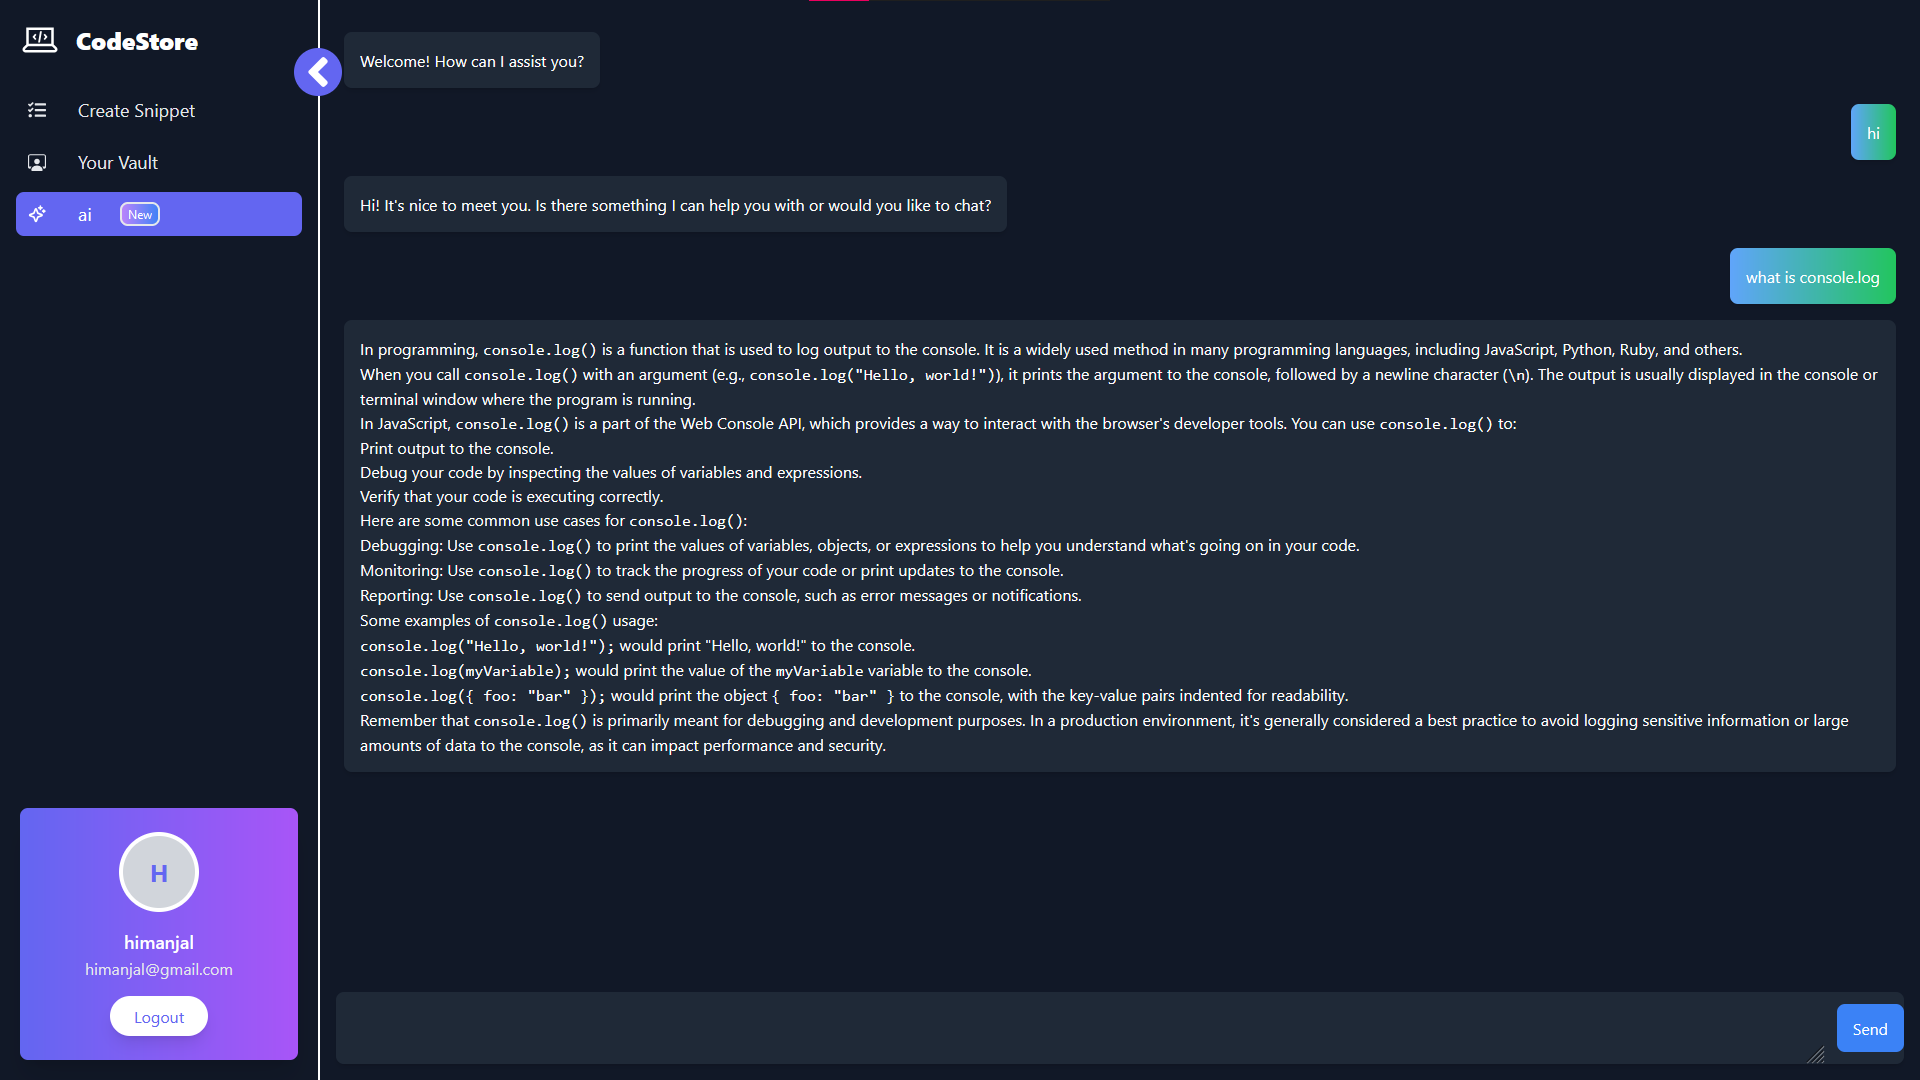 CodeStore
Create Snippet
Your Vault
ai New
H
himanjal
himanjal@gmail.com
Logout
Welcome! How can I assist you?
hi
Hi! It's nice to meet you. Is there something I can help you with or would you like to chat?
what is console.log
In programming, console.log() is a function that is used to log output to the console. It is a widely used method in many programming languages, including JavaScript, Python, Ruby, and others.
When you call console.log() with an argument (e.g., console.log("Hello, world!")), it prints the argument to the console, followed by a newline character (\n). The output is usually displayed in the console or
terminal window where the program is running.
In JavaScript, console.log() is a part of the Web Console API, which provides a way to interact with the browser's developer tools. You can use console.log() to:
Print output to the console.
Debug your code by inspecting the values of variables and expressions.
Verify that your code is executing correctly.
Here are some common use cases for console.log():
Debugging: Use console.log() to print the values of variables, objects, or expressions to help you understand what's going on in your code.
Monitoring: Use console.log() to track the progress of your code or print updates to the console.
Reporting: Use console.log() to send output to the console, such as error messages or notifications.
Some examples of console.log() usage:
console.log("Hello, world!"); would print "Hello, world!" to the console.
console.log(myVariable); would print the value of the myVariable variable to the console.
console.log({ foo: "bar" }); would print the object { foo: "bar" } to the console, with the key-value pairs indented for readability.
Remember that console.log() is primarily meant for debugging and development purposes. In a production environment, it's generally considered a best practice to avoid logging sensitive information or large
amounts of data to the console, as it can impact performance and security.
Send